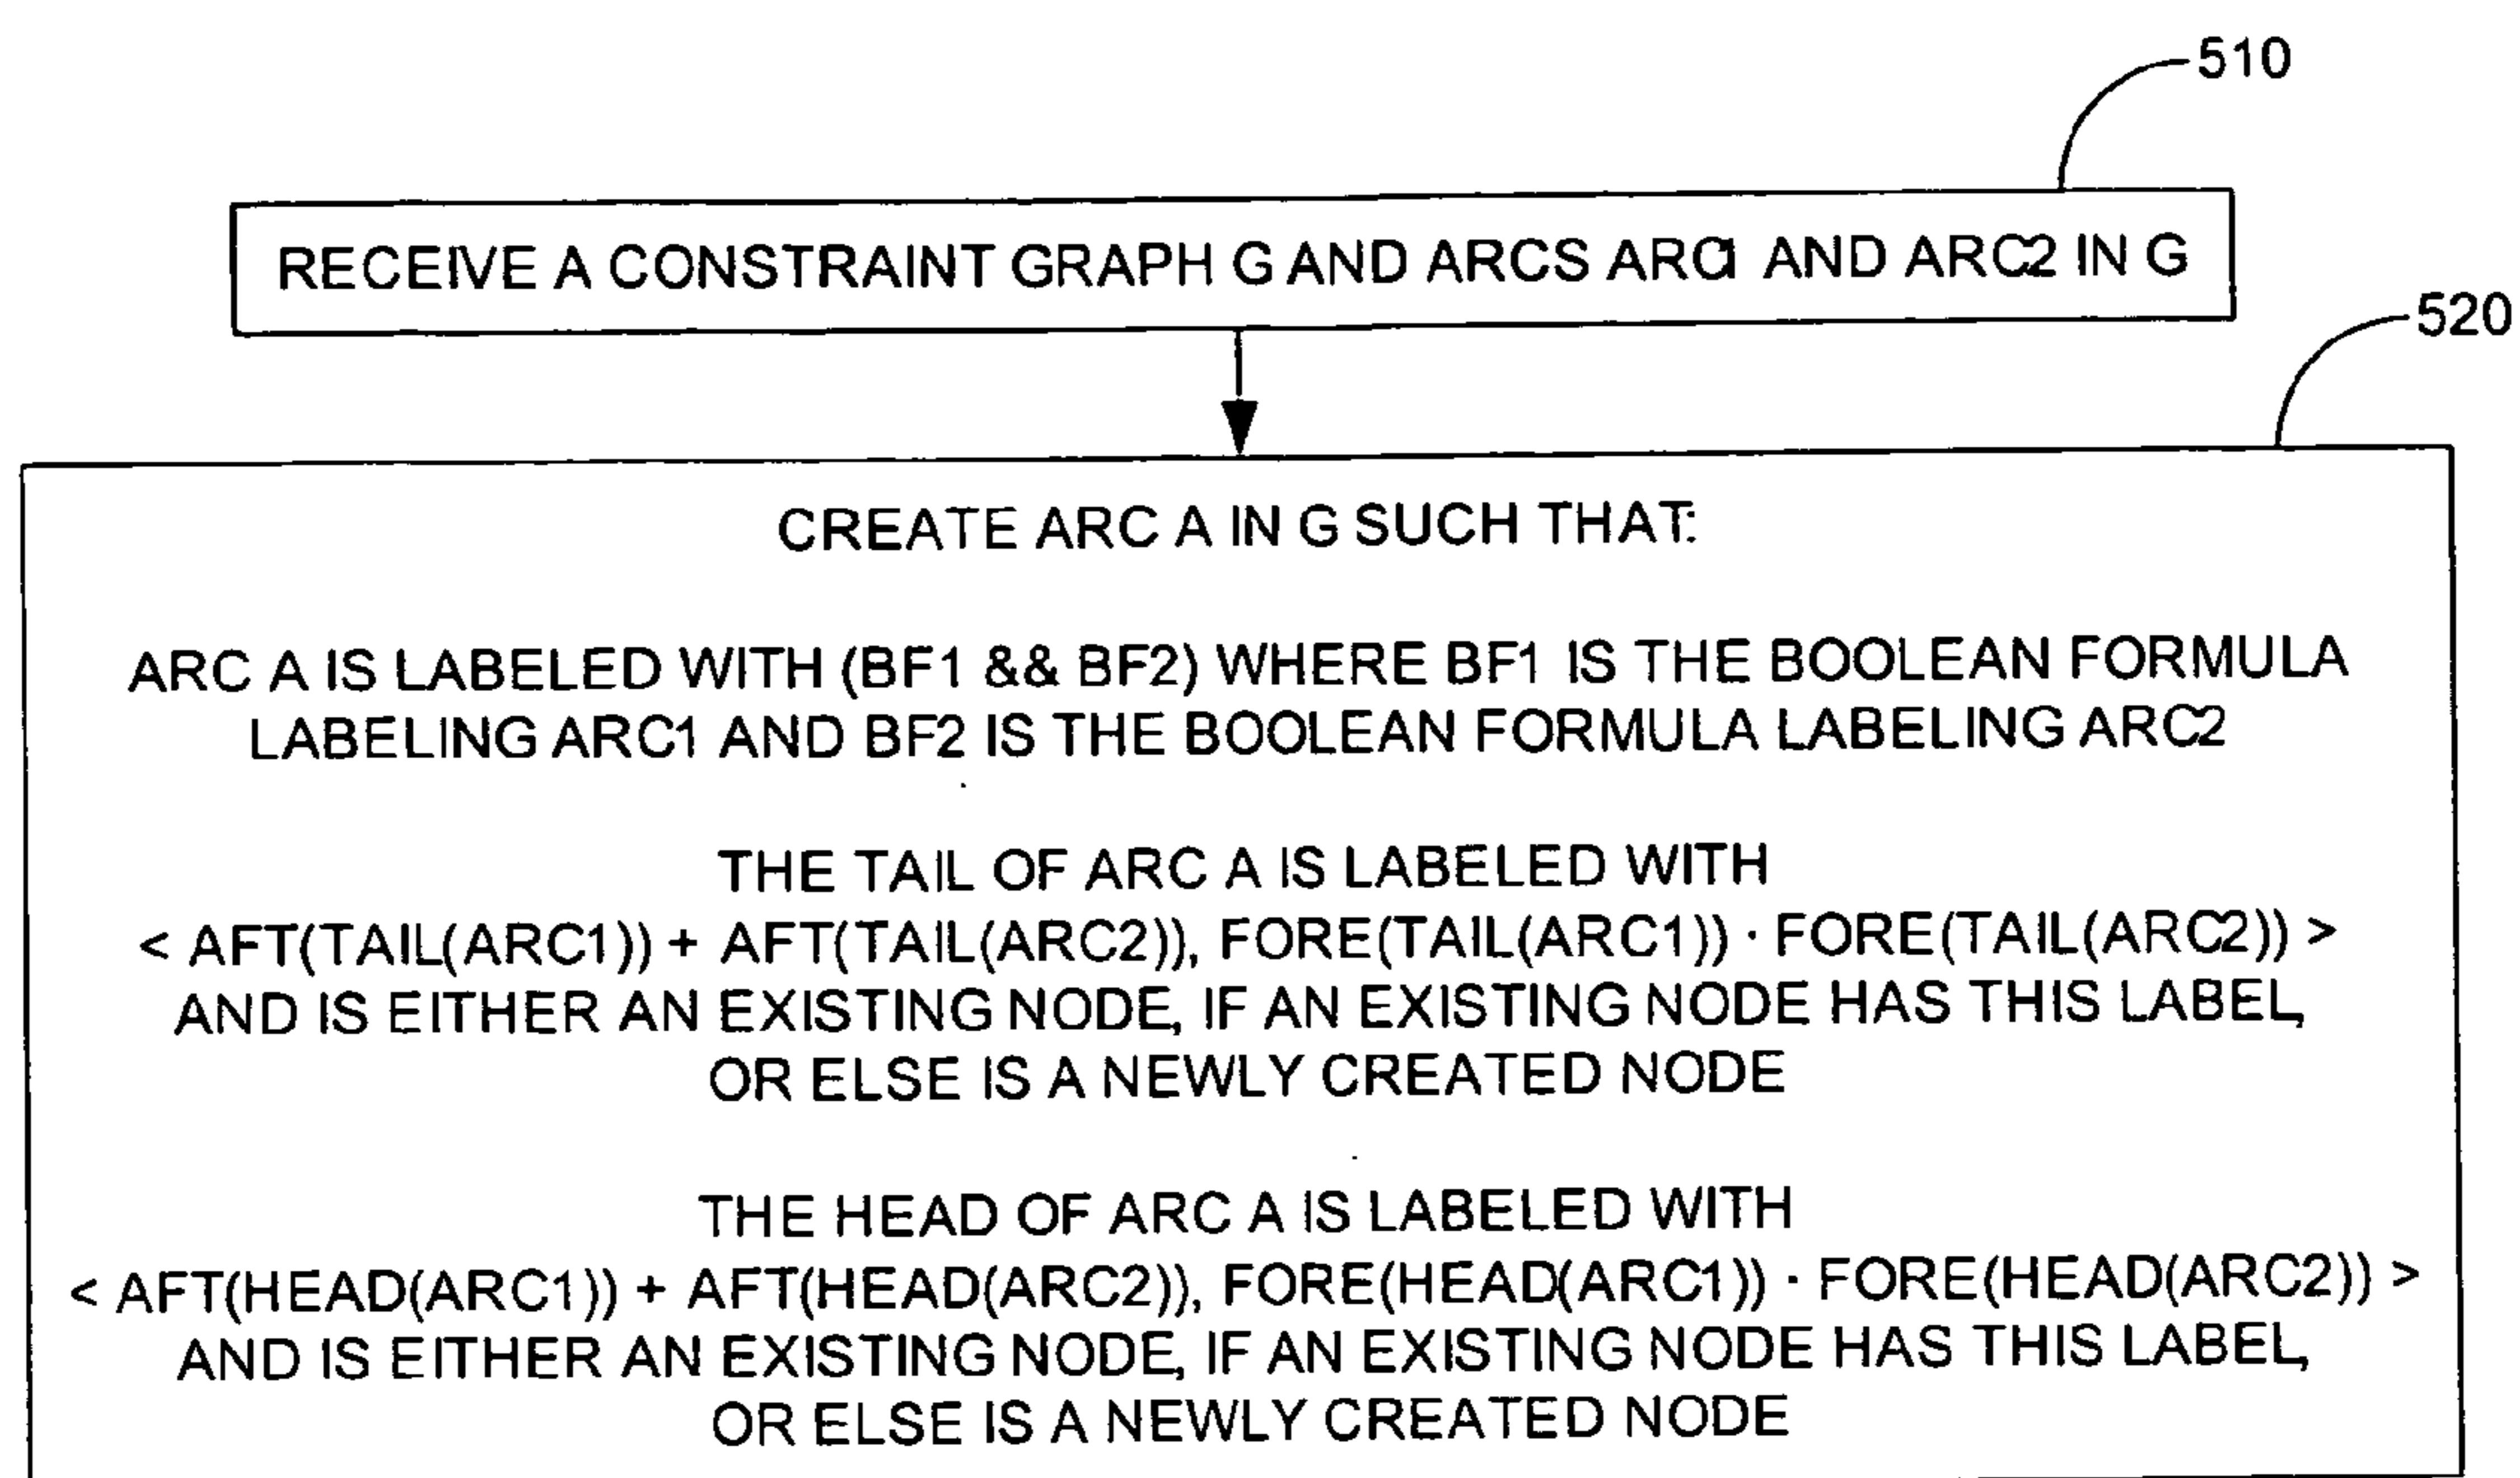 510
RECEIVE A CONSTRAINT GRAPH G AND ARCS ARC1 AND ARC2 IN G
520
CREATE ARC A IN G SUCH THAT:
ARC A IS LABELED WITH (BF1 && BF2) WHERE BF1 IS THE BOOLEAN FORMULA
LABELING ARC1 AND BF2 IS THE BOOLEAN FORMULA LABELING ARC2
THE TAIL OF ARC A IS LABELED WITH
< AFT(TAIL(ARC1)) + AFT(TAIL(ARC2)), FORE(TAIL(ARC1)) · FORE(TAIL(ARC2)) >
AND IS EITHER AN EXISTING NODE, IF AN EXISTING NODE HAS THIS LABEL,
OR ELSE IS A NEWLY CREATED NODE
THE HEAD OF ARC A IS LABELED WITH
< AFT(HEAD(ARC1)) + AFT(HEAD(ARC2)), FORE(HEAD(ARC1)) · FORE(HEAD(ARC2)) >
AND IS EITHER AN EXISTING NODE, IF AN EXISTING NODE HAS THIS LABEL,
OR ELSE IS A NEWLY CREATED NODE